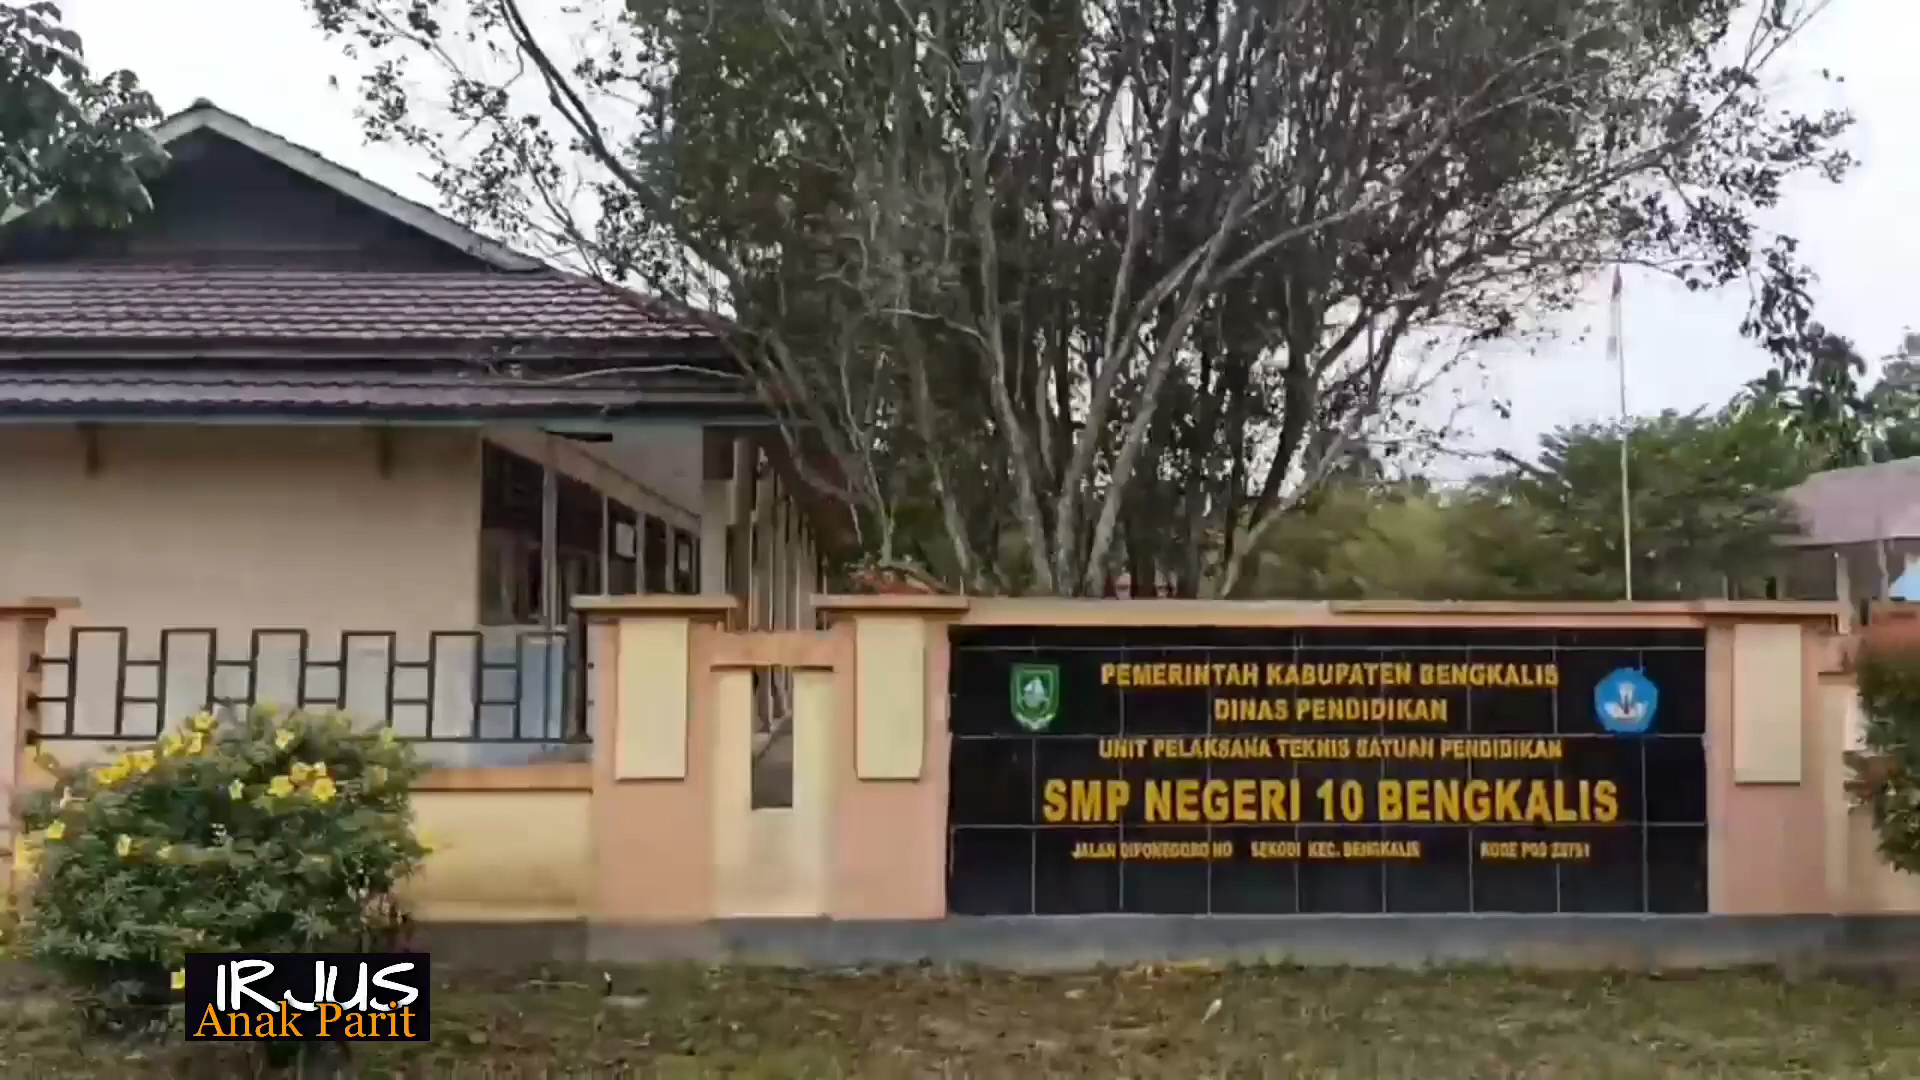 PEMERINTAH KABUPATEN BENGKALIS
DINAS PENDIDIKAN
UNIT PELAKSANA TEKNIS SATUAN PENDIDIKAN
SMP NEGERI 10 BENGKALIS
JALAN DIPONEGORO NO SEKODI KEC. BENGKALIS KODE POS 28751
IRJUS
Anak Parit